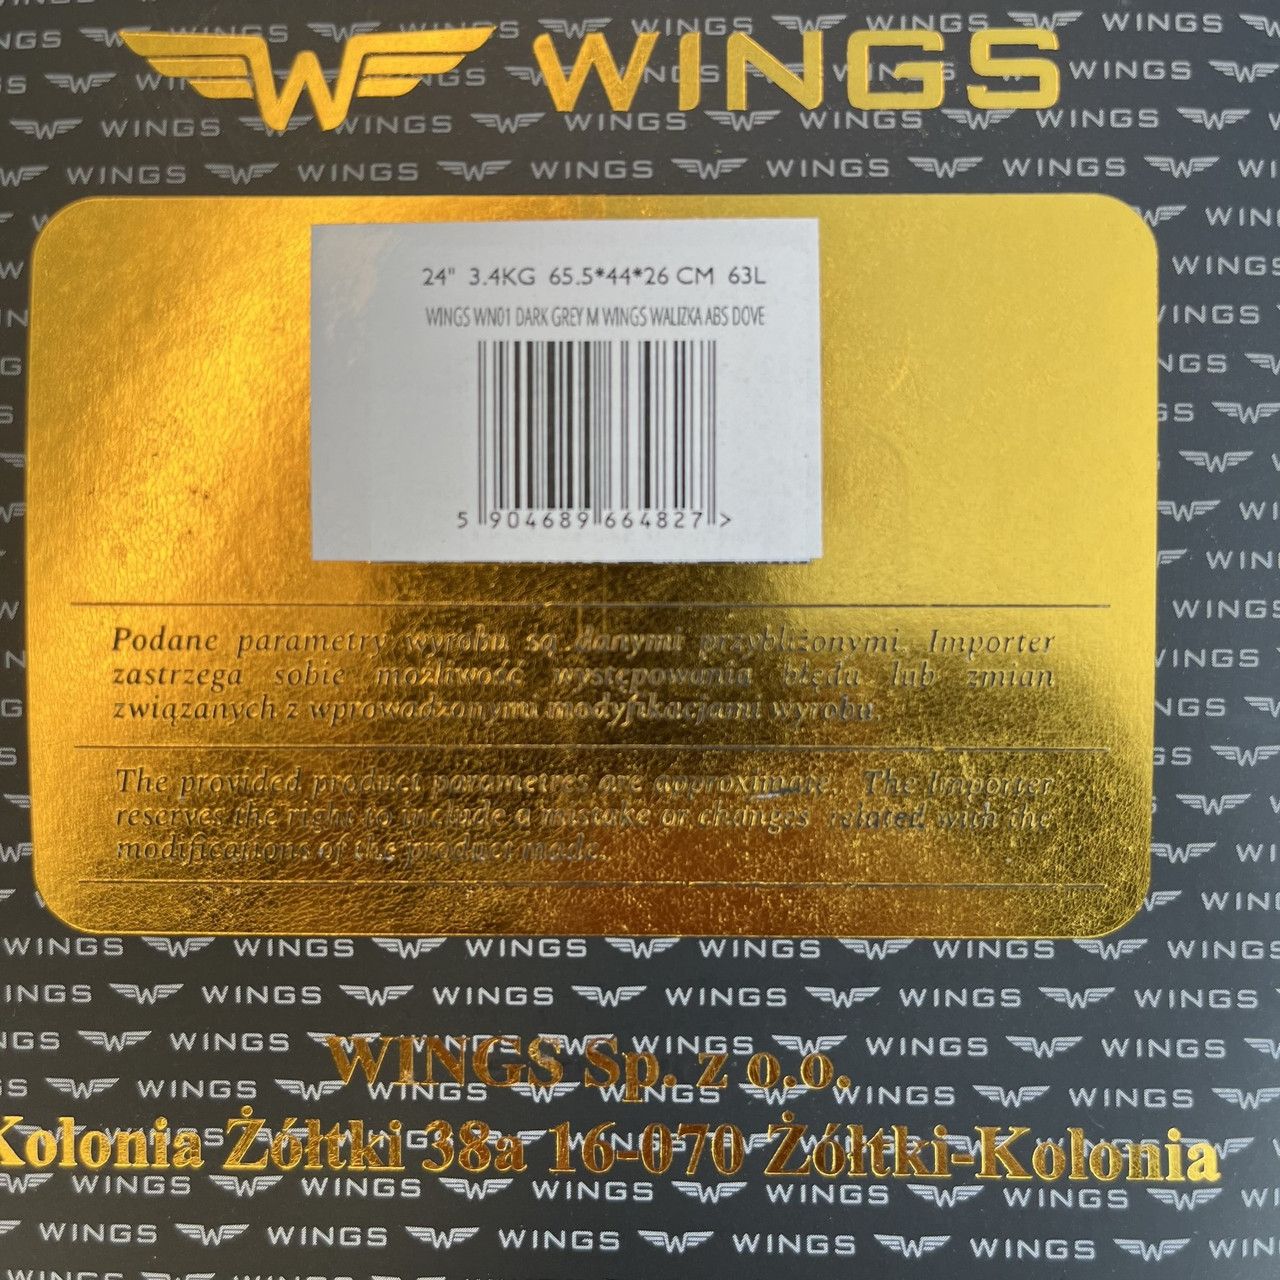 WINGS
24" 3.4KG 65.5*44*26 CM 63L
WINGS WN01 DARK GREY M WINGS WALIZKA ABS DOVE
5 904689 664827 >
Podane parametry wyrobu są danymi przybliżonymi. Importer
zastrzega sobie możliwość występowania błędu lub zmian
związanych z wprowadzonymi modyfikacjami wyrobu.
The provided product parametres are approximate. The Importer
reserves the right to include a mistake or changes related with the
modifications of the product made.
WINGS Sp. z o.o.
Kolonia Żółtki 38a 16-070 Żółtki-Kolonia